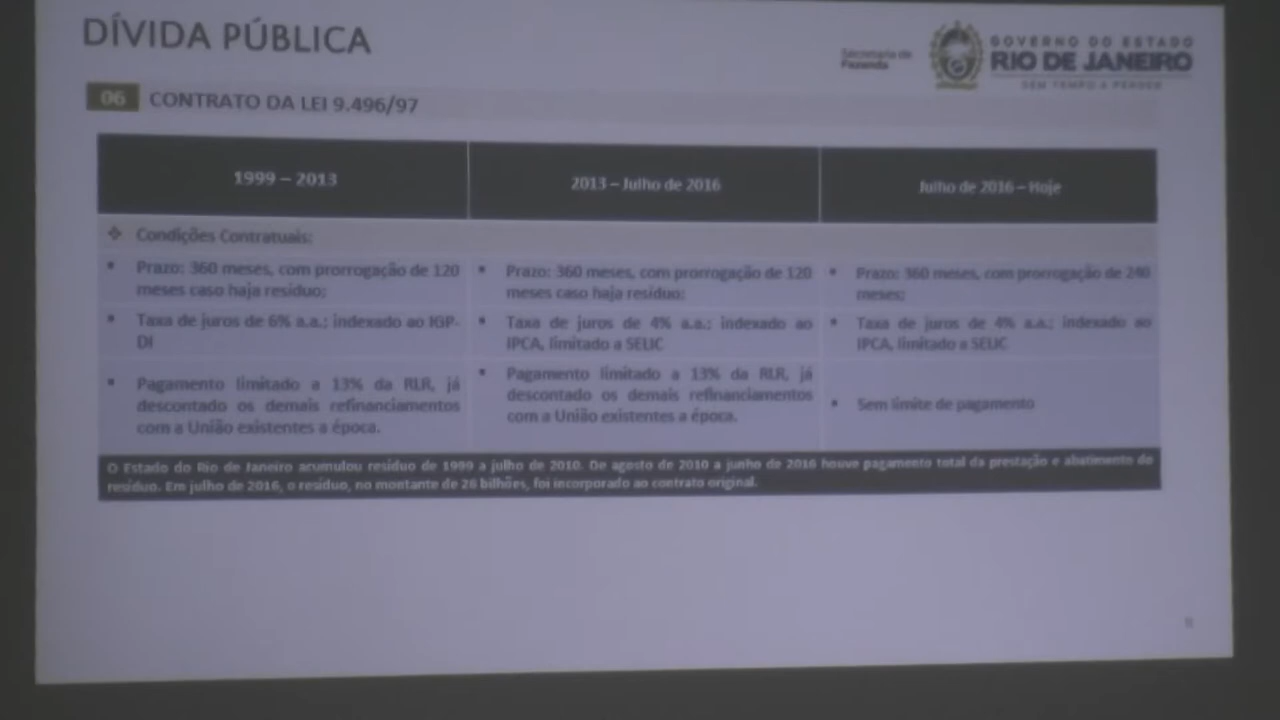 DÍVIDA PÚBLICA
Secretaria de
Fazenda
GOVERNO DO ESTADO
RIO DE JANEIRO
SEM TEMPO A PERDER
06 CONTRATO DA LEI 9.496/97
1999 – 2013
2013 – Julho de 2016
Julho de 2016 – Hoje
❖ Condições Contratuais:
▪ Prazo: 360 meses, com prorrogação de 120
meses caso haja resíduo;
▪ Prazo: 360 meses, com prorrogação de 120
meses caso haja resíduo;
▪ Prazo: 360 meses, com prorrogação de 240
meses;
▪ Taxa de juros de 6% a.a.; indexado ao IGP-
DI
▪ Taxa de juros de 4% a.a.; indexado ao
IPCA, limitado a SELIC
▪ Taxa de juros de 4% a.a.; indexado ao
IPCA, limitado a SELIC
▪ Pagamento limitado a 13% da RLR, já
descontado os demais refinanciamentos
com a União existentes a época.
▪ Pagamento limitado a 13% da RLR, já
descontado os demais refinanciamentos
com a União existentes a época.
▪ Sem limite de pagamento
O Estado do Rio de Janeiro acumulou resíduo de 1999 a julho de 2010. De agosto de 2010 a junho de 2016 houve pagamento total da prestação e abatimento do
resíduo. Em julho de 2016, o resíduo, no montante de 26 bilhões, foi incorporado ao contrato original.